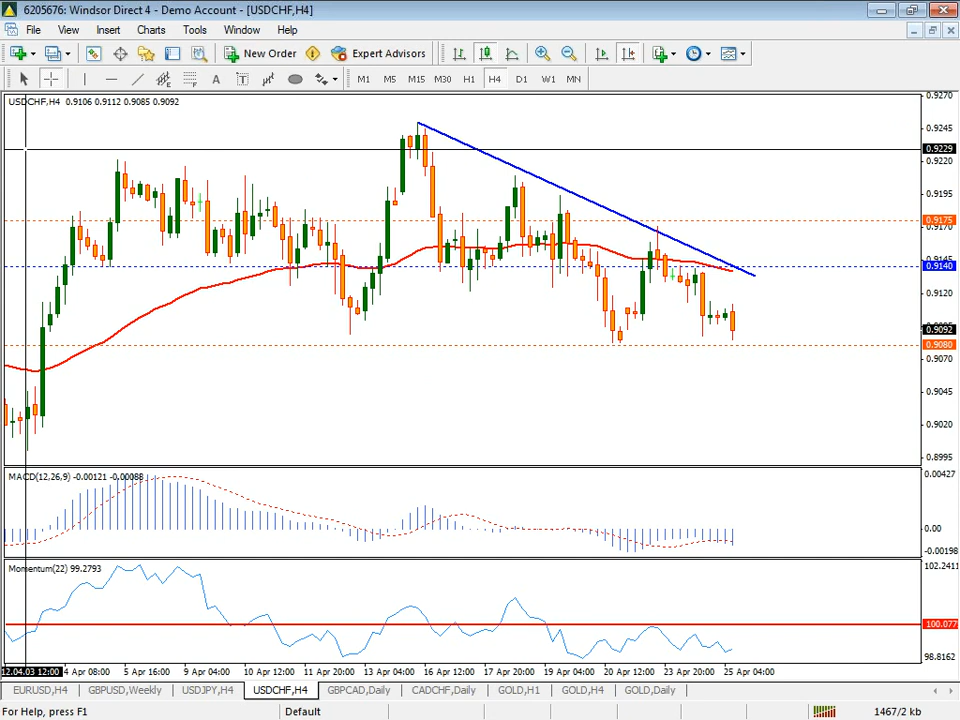 6205676: Windsor Direct 4 - Demo Account - [USDCHF,H4]
File View Insert Charts Tools Window Help
New Order Expert Advisors
A T M1 M5 M15 M30 H1 H4 D1 W1 MN
USDCHF,H4 0.9106 0.9112 0.9085 0.9092
0.9270
0.9245
0.9229
0.9220
0.9195
0.9175
0.9170
0.9145
0.9140
0.9120
0.9092
0.9080
0.9070
0.9045
0.9020
0.8995
MACD(12,26,9) -0.00121 -0.00088
0.00427
0.00
-0.00198
Momentum(22) 99.2793
102.2411
100.0773
98.8162
12.04.03 12:00 4 Apr 08:00 5 Apr 16:00 9 Apr 04:00 10 Apr 12:00 11 Apr 20:00 13 Apr 04:00 16 Apr 12:00 17 Apr 20:00 19 Apr 04:00 20 Apr 12:00 23 Apr 20:00 25 Apr 04:00
EURUSD,H4 GBPUSD,Weekly USDJPY,H4 USDCHF,H4 GBPCAD,Daily CADCHF,Daily GOLD,H1 GOLD,H4 GOLD,Daily
For Help, press F1 Default 1467/2 kb